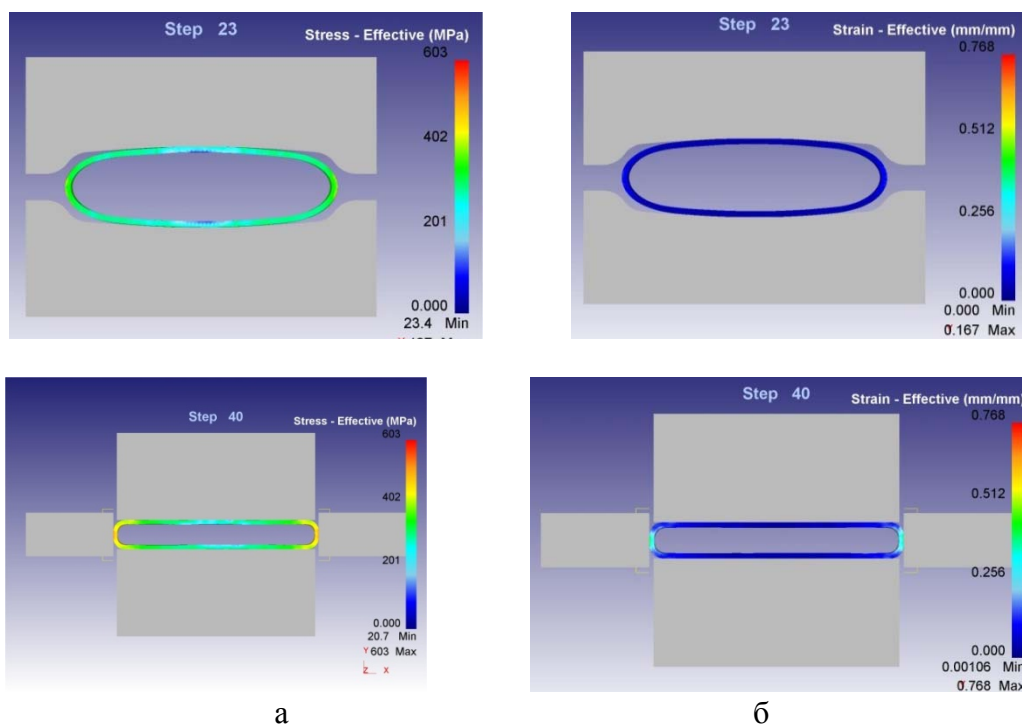 Step 23
Stress - Effective (MPa)
603
402
201
0.000
23.4 Min
Step 23
Strain - Effective (mm/mm)
0.768
0.512
0.256
0.000
0.000 Min
0.167 Max
Step 40
Stress - Effective (MPa)
603
402
201
0.000
20.7 Min
Y 603 Max
Z X
Step 40
Strain - Effective (mm/mm)
0.768
0.512
0.256
0.000
0.00106 Min
0.768 Max
а
б